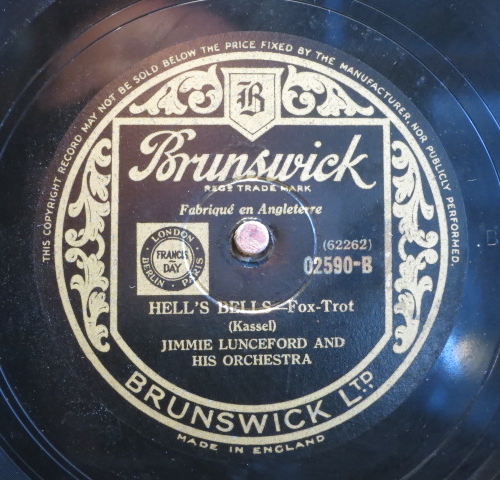 THIS COPYRIGHT RECORD MAY NOT BE SOLD BELOW THE PRICE FIXED BY THE MANUFACTURER, NOR PUBLICLY PERFORMED.
B
Brunswick
REGD TRADE MARK
Fabriqué en Angleterre
LONDON
FRANCIS – DAY
BERLIN PARIS
(62262)
02590-B
HELL'S BELLS—Fox-Trot
(Kassel)
JIMMIE LUNCEFORD AND
HIS ORCHESTRA
BRUNSWICK LTD
MADE IN ENGLAND